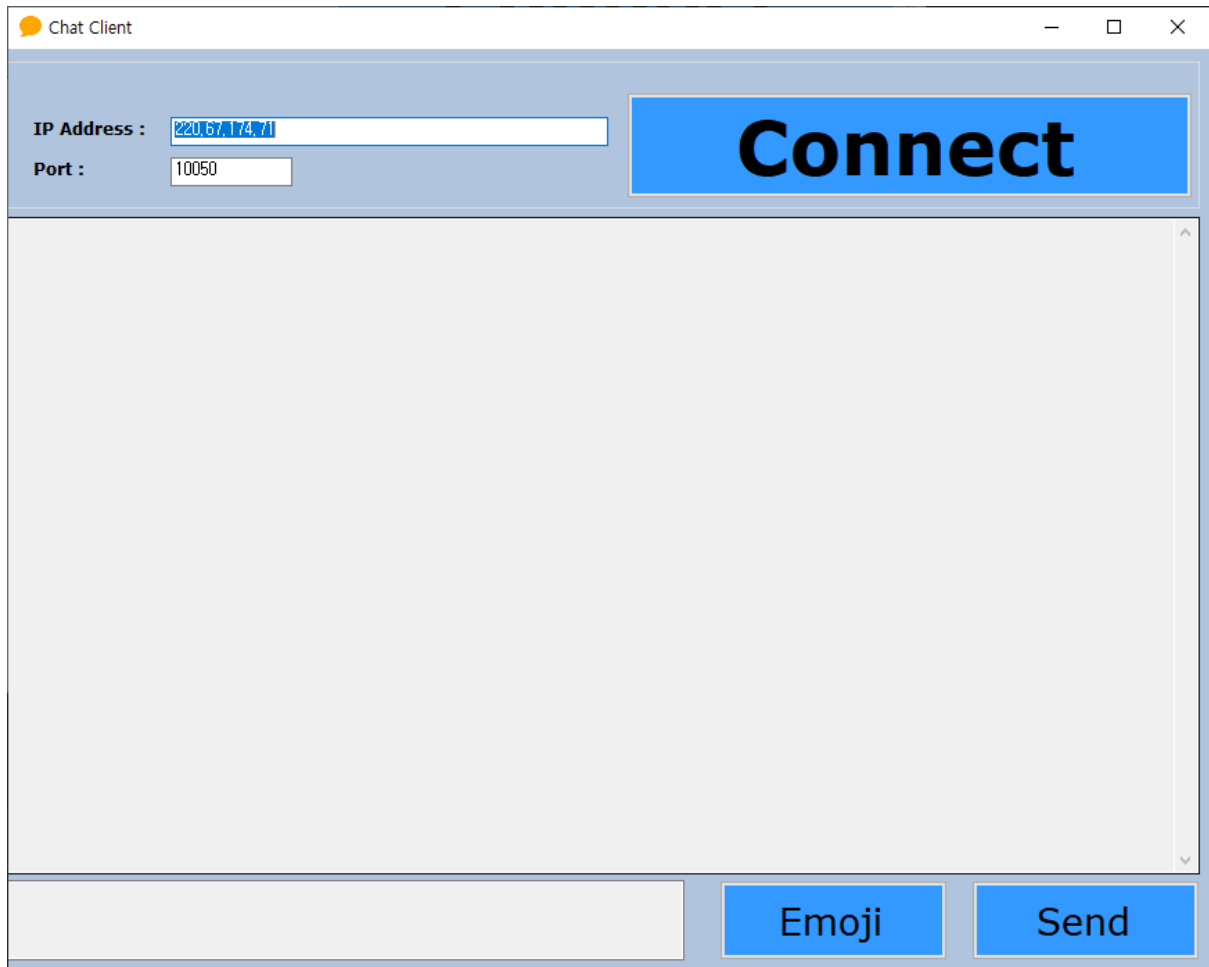 Chat Client
IP Address : 220,67,174,71
Connect
Port : 10050
Emoji
Send